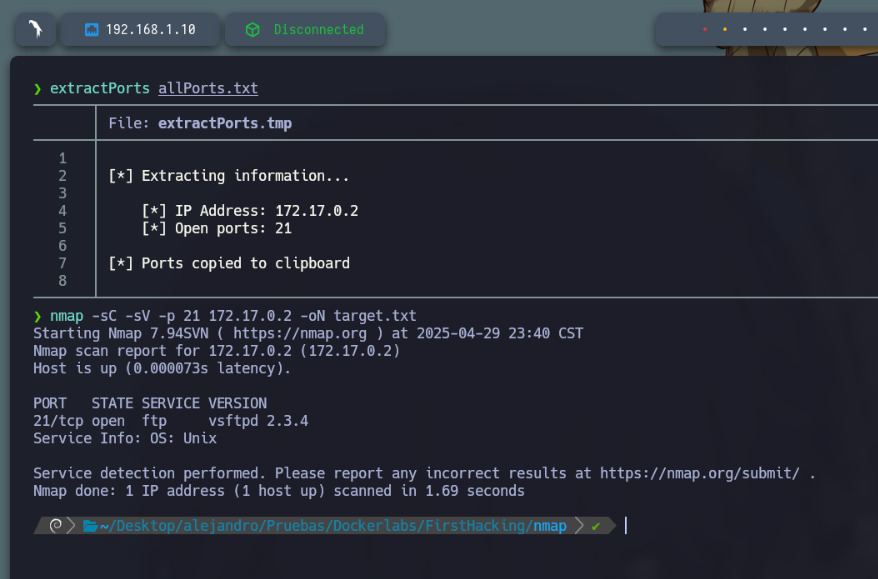 192.168.1.10
Disconnected
❯ extractPorts allPorts.txt
File: extractPorts.tmp
1
2 [*] Extracting information...
3
4 [*] IP Address: 172.17.0.2
5 [*] Open ports: 21
6
7 [*] Ports copied to clipboard
8
❯ nmap -sC -sV -p 21 172.17.0.2 -oN target.txt
Starting Nmap 7.94SVN ( https://nmap.org ) at 2025-04-29 23:40 CST
Nmap scan report for 172.17.0.2 (172.17.0.2)
Host is up (0.000073s latency).
PORT   STATE SERVICE VERSION
21/tcp open  ftp     vsftpd 2.3.4
Service Info: OS: Unix
Service detection performed. Please report any incorrect results at https://nmap.org/submit/ .
Nmap done: 1 IP address (1 host up) scanned in 1.69 seconds
~/Desktop/alejandro/Pruebas/Dockerlabs/FirstHacking/nmap ✔